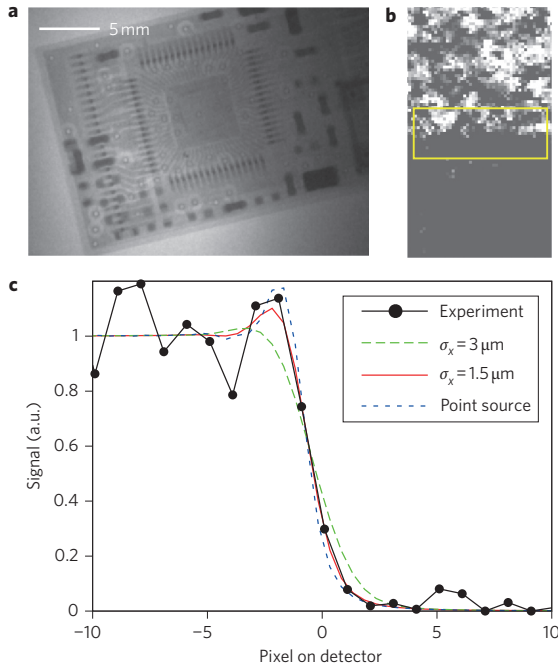 a
5 mm
b
c
Signal (a.u.)
1
0.8
0.6
0.4
0.2
0
−10
−5
0
5
10
Pixel on detector
Experiment
σx = 3 μm
σx = 1.5 μm
Point source